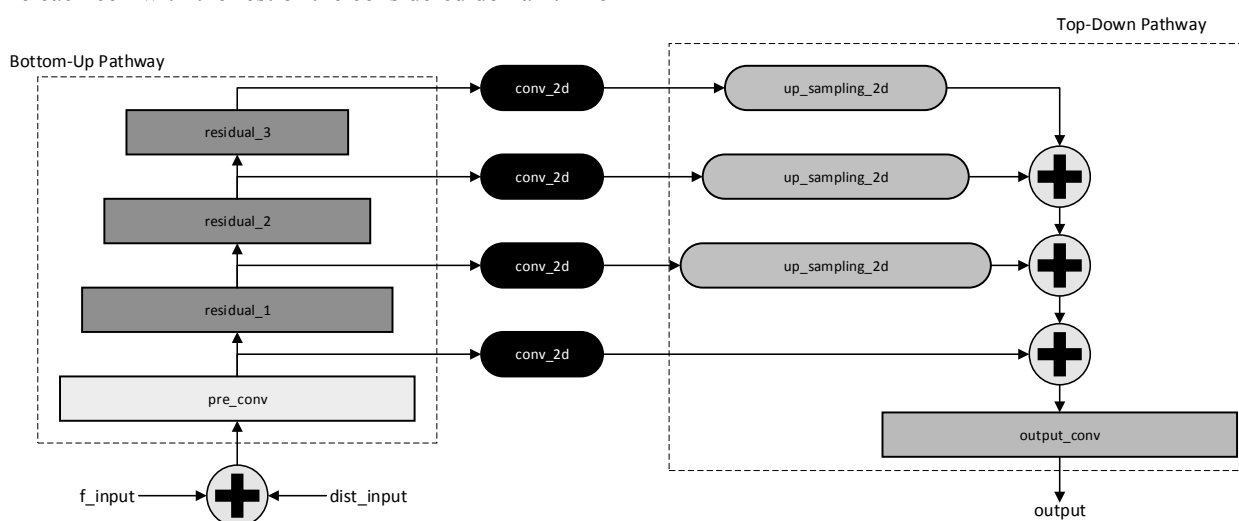 Top-Down Pathway
Bottom-Up Pathway
conv_2d
up_sampling_2d
residual_3
conv_2d
up_sampling_2d
residual_2
conv_2d
up_sampling_2d
residual_1
conv_2d
pre_conv
output_conv
f_input
dist_input
output